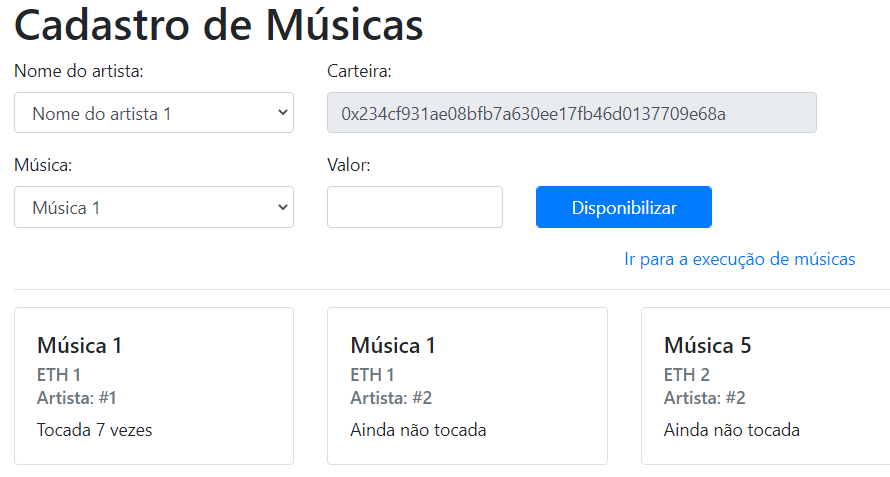 Cadastro de Músicas
Nome do artista: Carteira:
Nome do artista 1 0x234cf931ae08bfb7a630ee17fb46d0137709e68a
Música: Valor:
Música 1 Disponibilizar
Ir para a execução de músicas
Música 1
ETH 1
Artista: #1
Tocada 7 vezes
Música 1
ETH 1
Artista: #2
Ainda não tocada
Música 5
ETH 2
Artista: #2
Ainda não tocada